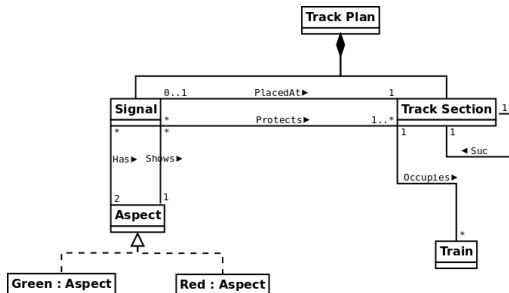 Track Plan
0..1 PlacedAt► 1
Signal Track Section 1
* Protects► 1..*
* * 1 1
Has► Shows► ◄ Suc
Occupies►
2 1
Aspect *
Train
Green : Aspect Red : Aspect